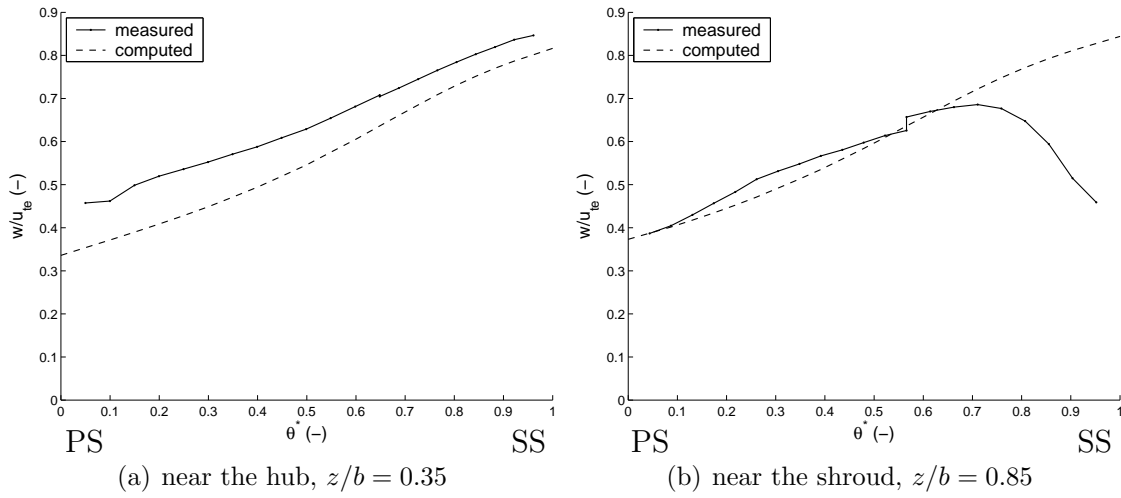 measured
computed
0.9
0.8
0.7
0.6
0.5
0.4
0.3
0.2
0.1
0
w/u_te (−)
0 0.1 0.2 0.3 0.4 0.5 0.6 0.7 0.8 0.9 1
θ* (−)
PS SS
(a) near the hub, z/b = 0.35
measured
computed
0.9
0.8
0.7
0.6
0.5
0.4
0.3
0.2
0.1
0
w/u_te (−)
0 0.1 0.2 0.3 0.4 0.5 0.6 0.7 0.8 0.9 1
θ* (−)
PS SS
(b) near the shroud, z/b = 0.85